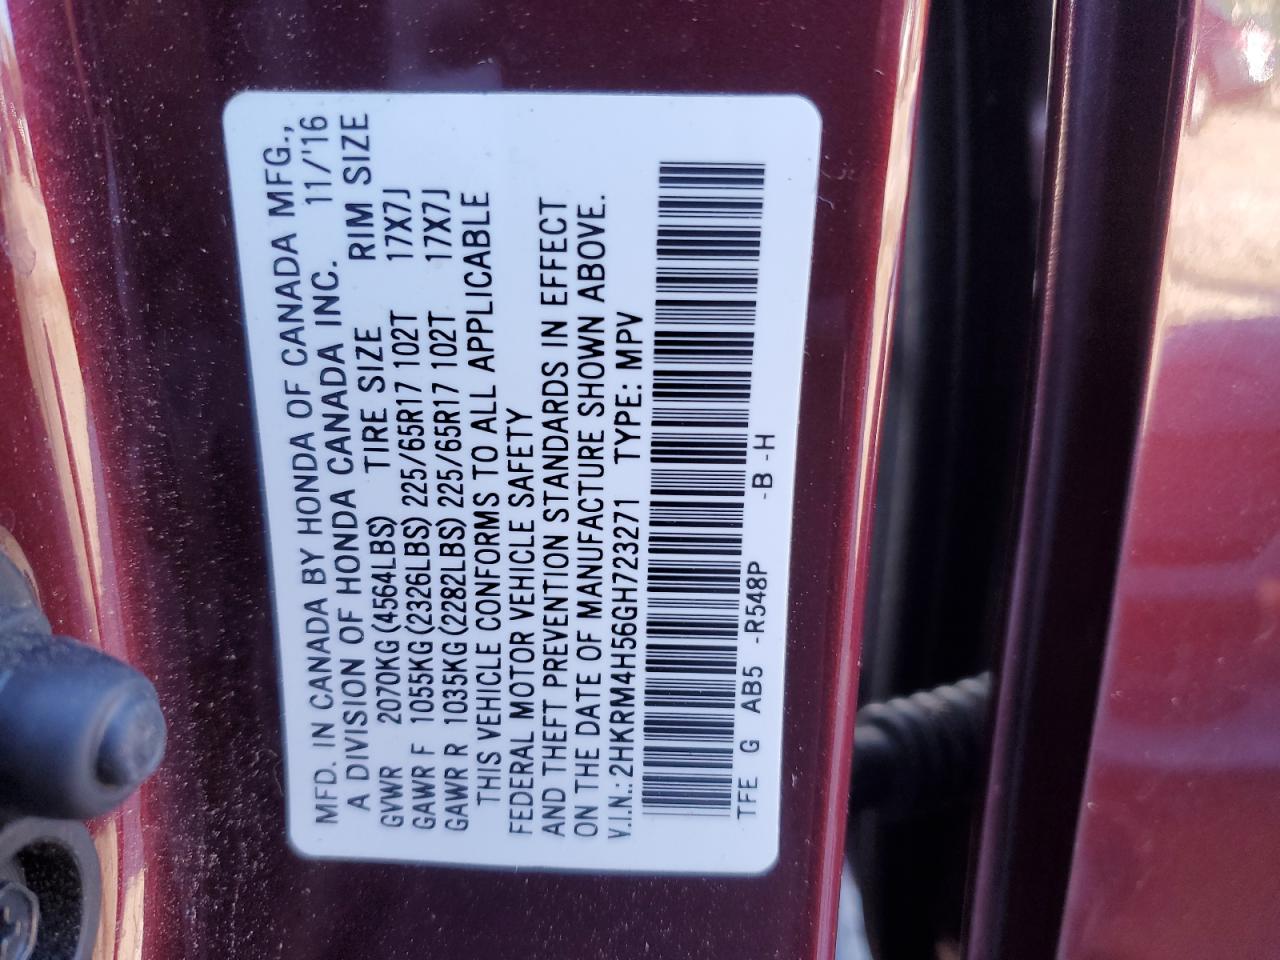 MFD. IN CANADA BY HONDA OF CANADA MFG.,
A DIVISION OF HONDA CANADA INC. 11/'16
GVWR 2070KG(4564LBS) TIRE SIZE RIM SIZE
GAWR F 1055KG(2326LBS) 225/65R17 102T 17X7J
GAWR R 1035KG(2282LBS) 225/65R17 102T 17X7J
THIS VEHICLE CONFORMS TO ALL APPLICABLE
FEDERAL MOTOR VEHICLE SAFETY
AND THEFT PREVENTION STANDARDS IN EFFECT
ON THE DATE OF MANUFACTURE SHOWN ABOVE.
V.I.N.: 2HKRM4H56GH723271 TYPE: MPV
TFE G AB5 -R548P -B -H